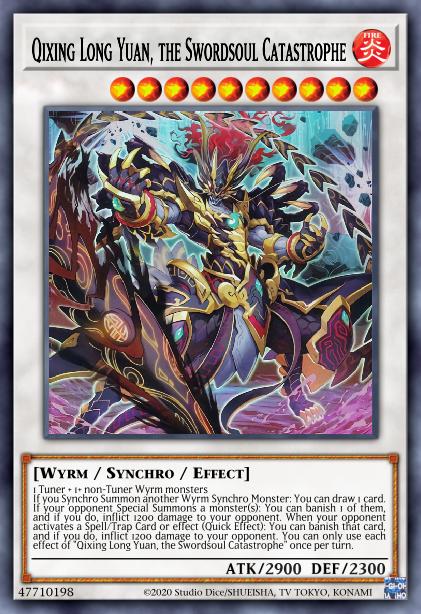 Qixing Long Yuan, the Swordsoul Catastrophe
FIRE
炎
[Wyrm / Synchro / Effect]
1 Tuner + 1+ non-Tuner Wyrm monsters
If you Synchro Summon another Wyrm Synchro Monster: You can draw 1 card.
If your opponent Special Summons a monster(s): You can banish 1 of them,
and if you do, inflict 1200 damage to your opponent. When your opponent
activates a Spell/Trap Card or effect (Quick Effect): You can banish that card,
and if you do, inflict 1200 damage to your opponent. You can only use each
effect of "Qixing Long Yuan, the Swordsoul Catastrophe" once per turn.
ATK/2900 DEF/2300
47710198
©2020 Studio Dice/SHUEISHA, TV TOKYO, KONAMI